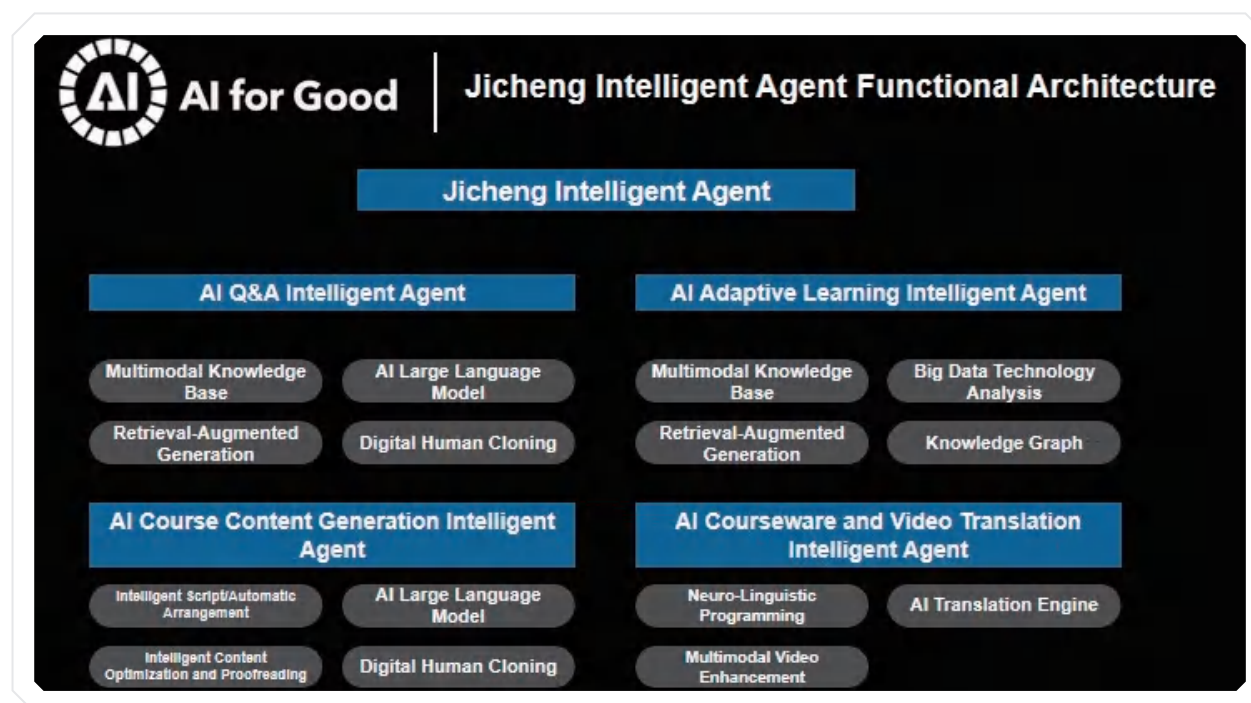 AI
AI for Good
Jicheng Intelligent Agent Functional Architecture
Jicheng Intelligent Agent
AI Q&A Intelligent Agent
Multimodal Knowledge
Base
AI Large Language
Model
Retrieval-Augmented
Generation
Digital Human Cloning
AI Adaptive Learning Intelligent Agent
Multimodal Knowledge
Base
Big Data Technology
Analysis
Retrieval-Augmented
Generation
Knowledge Graph
AI Course Content Generation Intelligent
Agent
Intelligent Script/Automatic
Arrangement
AI Large Language
Model
Intelligent Content
Optimization and Proofreading
Digital Human Cloning
AI Courseware and Video Translation
Intelligent Agent
Neuro-Linguistic
Programming
AI Translation Engine
Multimodal Video
Enhancement